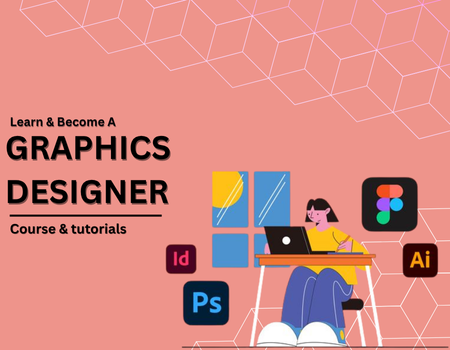 Learn & Become A
GRAPHICS
DESIGNER
Course & tutorials
Id
Ps
Ai